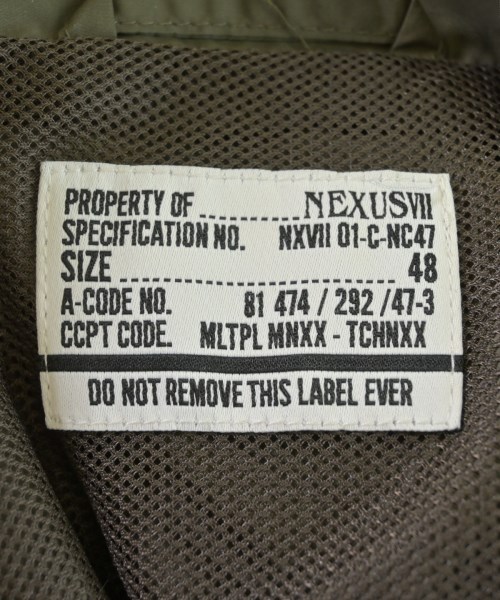 PROPERTY OF ........... NEXUSVII
SPECIFICATION NO. NXVII 01-C-NC47
SIZE ........................ 48
A-CODE NO. 81 474 / 292 /47-3
CCPT CODE. MLTPL MNXX - TCHNXX
DO NOT REMOVE THIS LABEL EVER